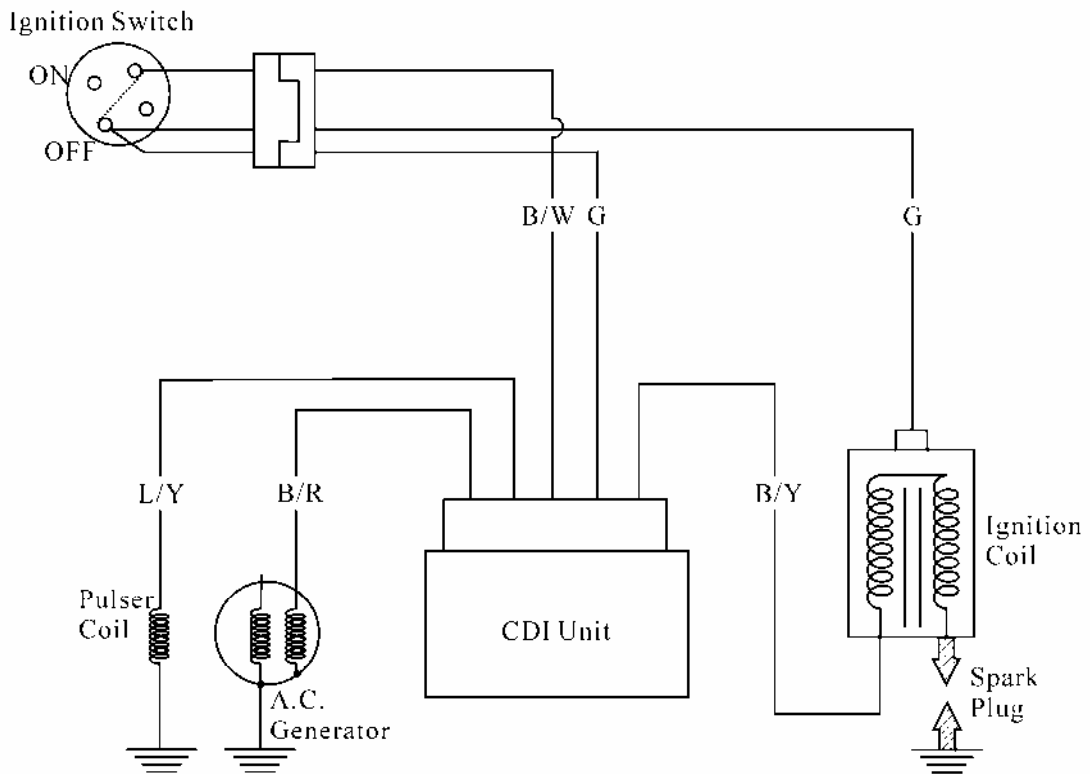 Ignition Switch
ON
OFF
B/W
G
G
L/Y
B/R
B/Y
Ignition
Coil
Pulser
Coil
CDI Unit
A.C.
Generator
Spark
Plug